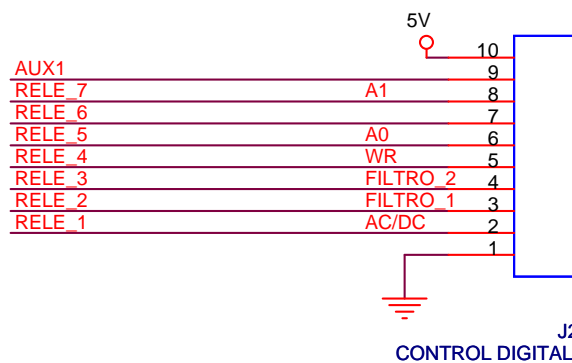 5V
10
AUX1 9
RELE_7 A1 8
RELE_6 7
RELE_5 A0 6
RELE_4 WR 5
RELE_3 FILTRO_2 4
RELE_2 FILTRO_1 3
RELE_1 AC/DC 2
1
J2
CONTROL DIGITAL